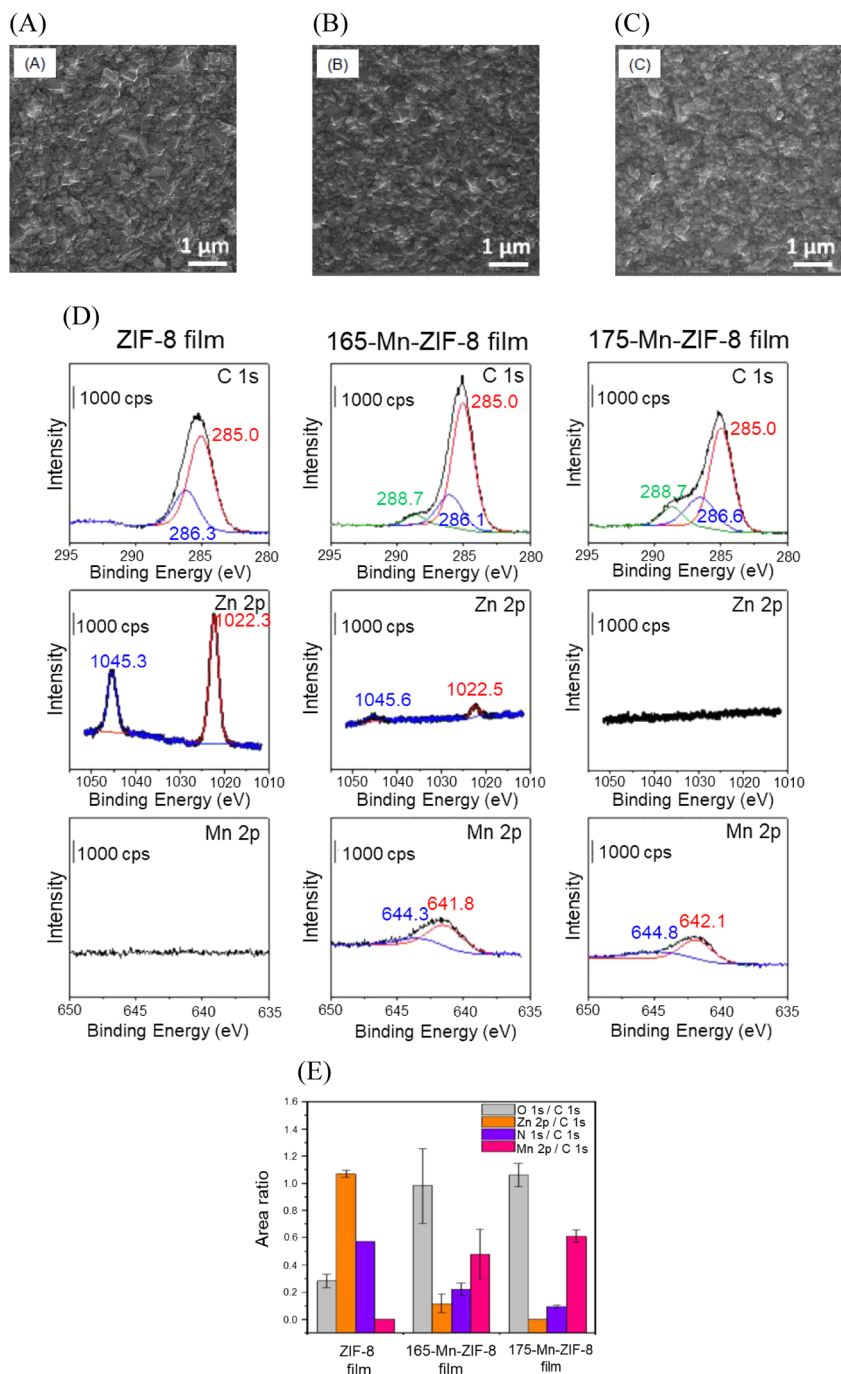 (A) (B) (C)
(A) (B) (C)
1 μm 1 μm 1 μm
(D)
ZIF-8 film 165-Mn-ZIF-8 film 175-Mn-ZIF-8 film
C 1s C 1s C 1s
1000 cps 1000 cps 1000 cps
285.0 285.0 285.0
286.3 288.7 286.1 288.7 286.6
Intensity Intensity Intensity
295 290 285 280 295 290 285 280 295 290 285 280
Binding Energy (eV) Binding Energy (eV) Binding Energy (eV)
Zn 2p Zn 2p Zn 2p
1000 cps 1000 cps 1000 cps
1045.3 1022.3 1045.6 1022.5
Intensity Intensity Intensity
1050 1040 1030 1020 1010 1050 1040 1030 1020 1010 1050 1040 1030 1020 1010
Binding Energy (eV) Binding Energy (eV) Binding Energy (eV)
Mn 2p Mn 2p Mn 2p
1000 cps 1000 cps 1000 cps
644.3 641.8 644.8 642.1
Intensity Intensity Intensity
650 645 640 635 650 645 640 635 650 645 640 635
Binding Energy (eV) Binding Energy (eV) Binding Energy (eV)
(E)
O 1s / C 1s
Zn 2p / C 1s
N 1s / C 1s
Mn 2p / C 1s
Area ratio
1.6
1.4
1.2
1.0
0.8
0.6
0.4
0.2
0.0
ZIF-8 film 165-Mn-ZIF-8 film 175-Mn-ZIF-8 film